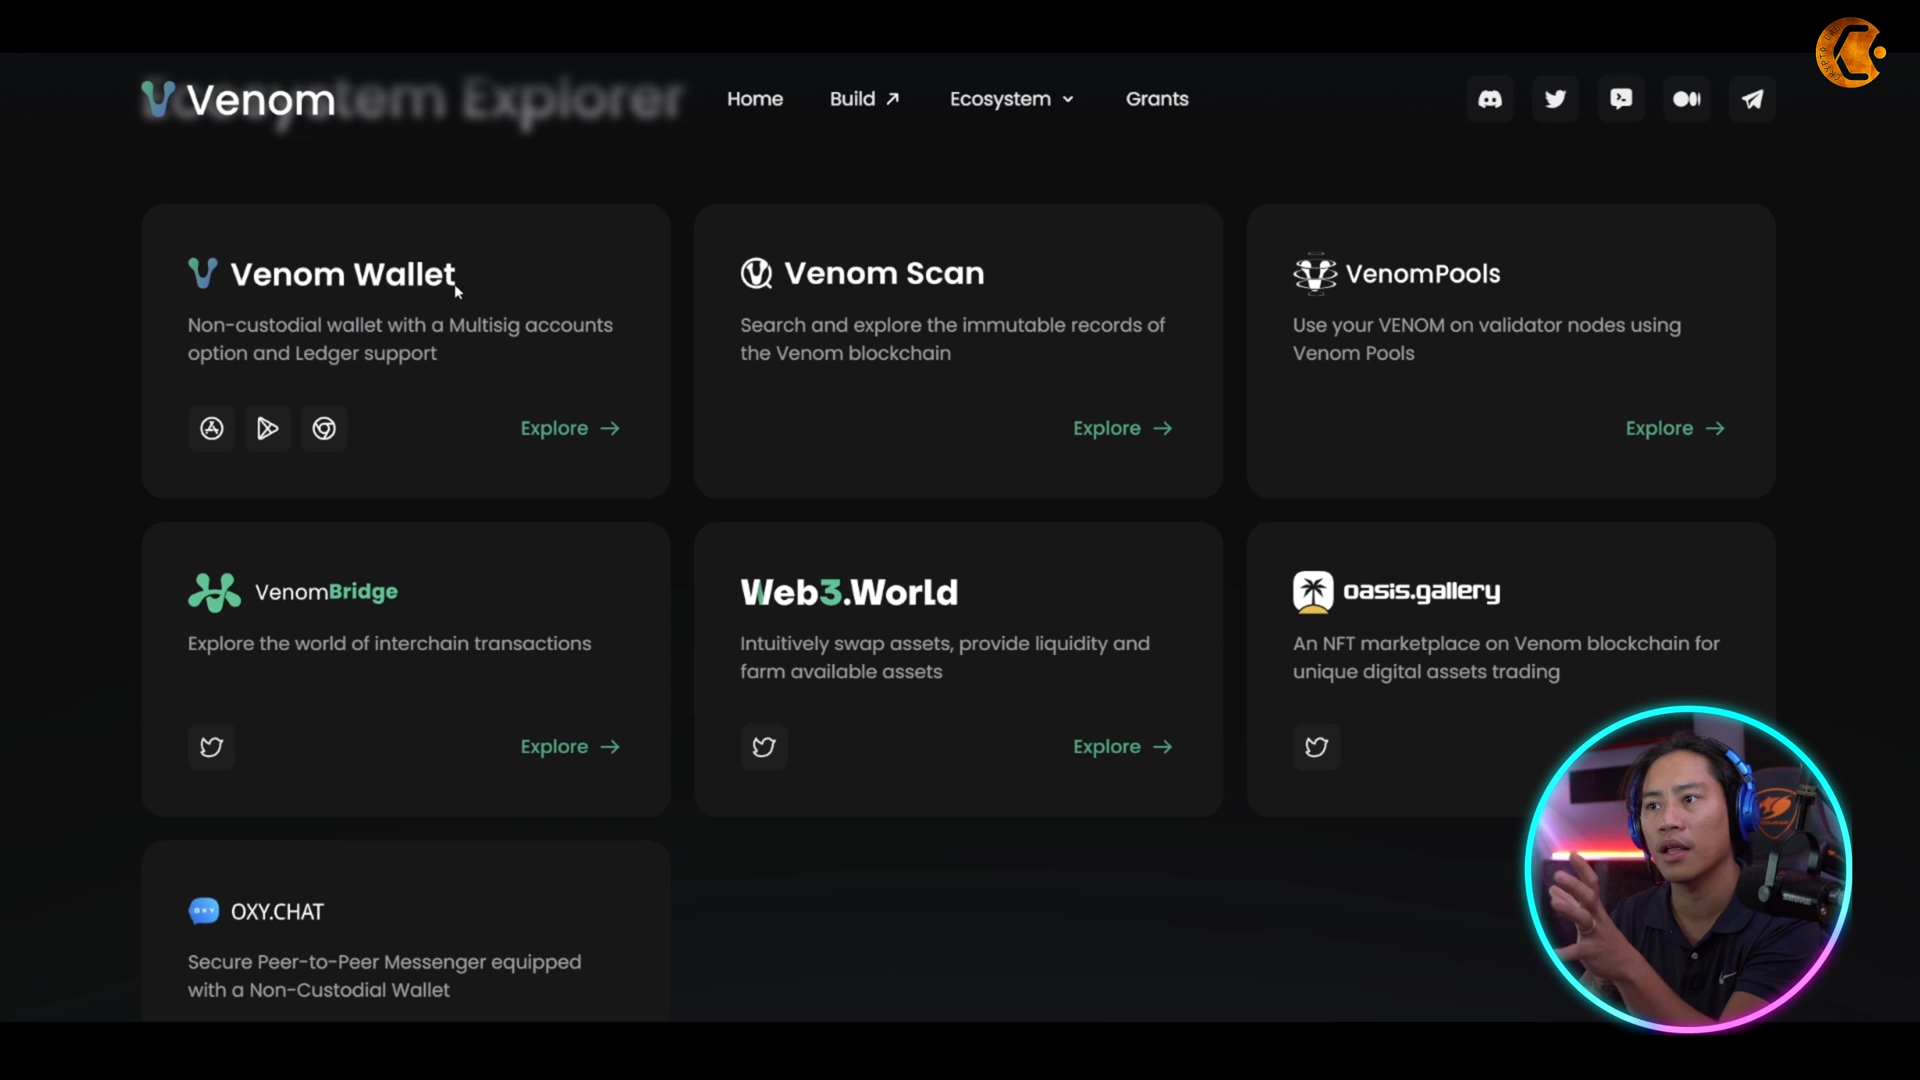 Venom
tem Explorer
Home
Build
Ecosystem
Grants
Venom Wallet
Non-custodial wallet with a Multisig accounts
option and Ledger support
Explore
Venom Scan
Search and explore the immutable records of
the Venom blockchain
Explore
VenomPools
Use your VENOM on validator nodes using
Venom Pools
Explore
VenomBridge
Explore the world of interchain transactions
Explore
Web3.World
Intuitively swap assets, provide liquidity and
farm available assets
Explore
oasis.gallery
An NFT marketplace on Venom blockchain for
unique digital assets trading
OXY
OXY.CHAT
Secure Peer-to-Peer Messenger equipped
with a Non-Custodial Wallet